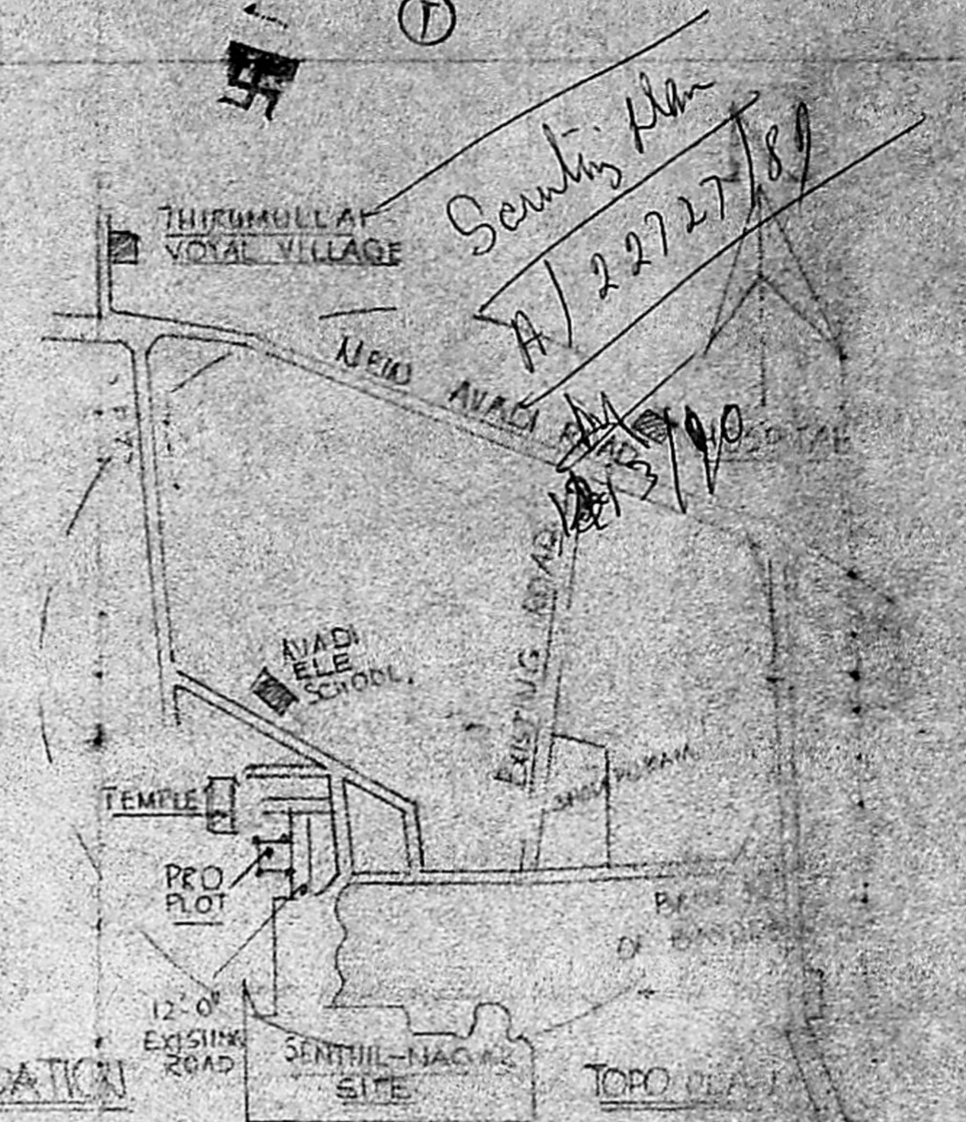 Scrutiny Plan
A/22727/89
THIRUMULLAI
VOYAL VILLAGE
NEW AVADI ROAD
EXISTING ROAD
AVADI
ELE
SCHOOL.
TEMPLE
PRO
PLOT
12'-0"
EXISTING
ROAD
SENTHIL-NAGAR
SITE
TOPO PLAN